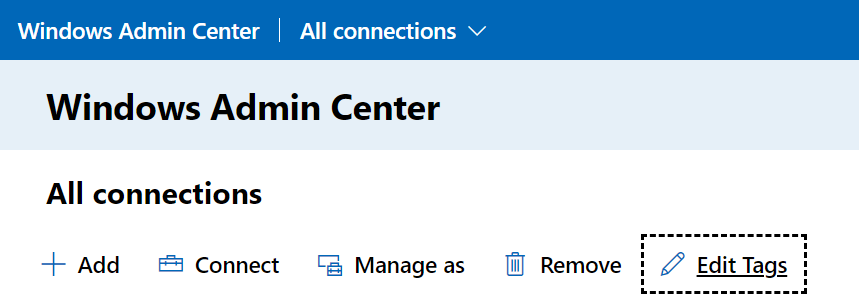 Windows Admin Center All connections
Windows Admin Center
All connections
Add Connect Manage as Remove Edit Tags